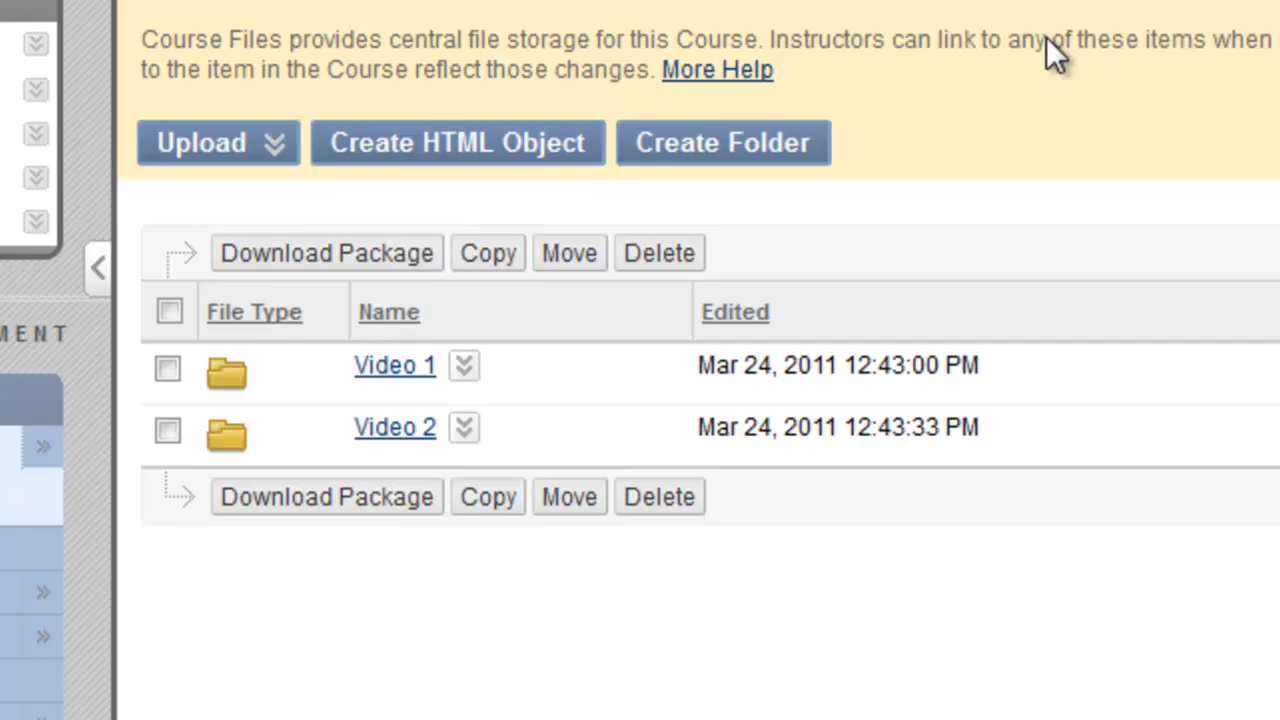 Course Files provides central file storage for this Course. Instructors can link to any of these items when
to the item in the Course reflect those changes. More Help
Upload Create HTML Object Create Folder
Download Package Copy Move Delete
File Type Name Edited
MENT
Video 1 Mar 24, 2011 12:43:00 PM
Video 2 Mar 24, 2011 12:43:33 PM
Download Package Copy Move Delete